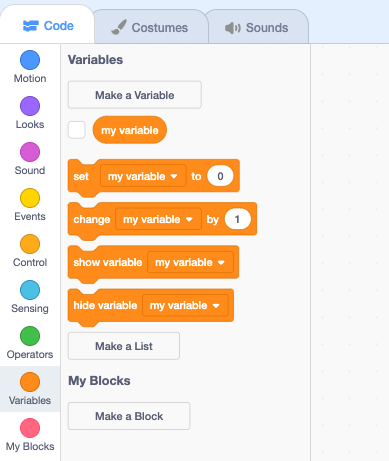 Code
Costumes
Sounds
Motion
Looks
Sound
Events
Control
Sensing
Operators
Variables
My Blocks
Variables
Make a Variable
my variable
set my variable to 0
change my variable by 1
show variable my variable
hide variable my variable
Make a List
My Blocks
Make a Block